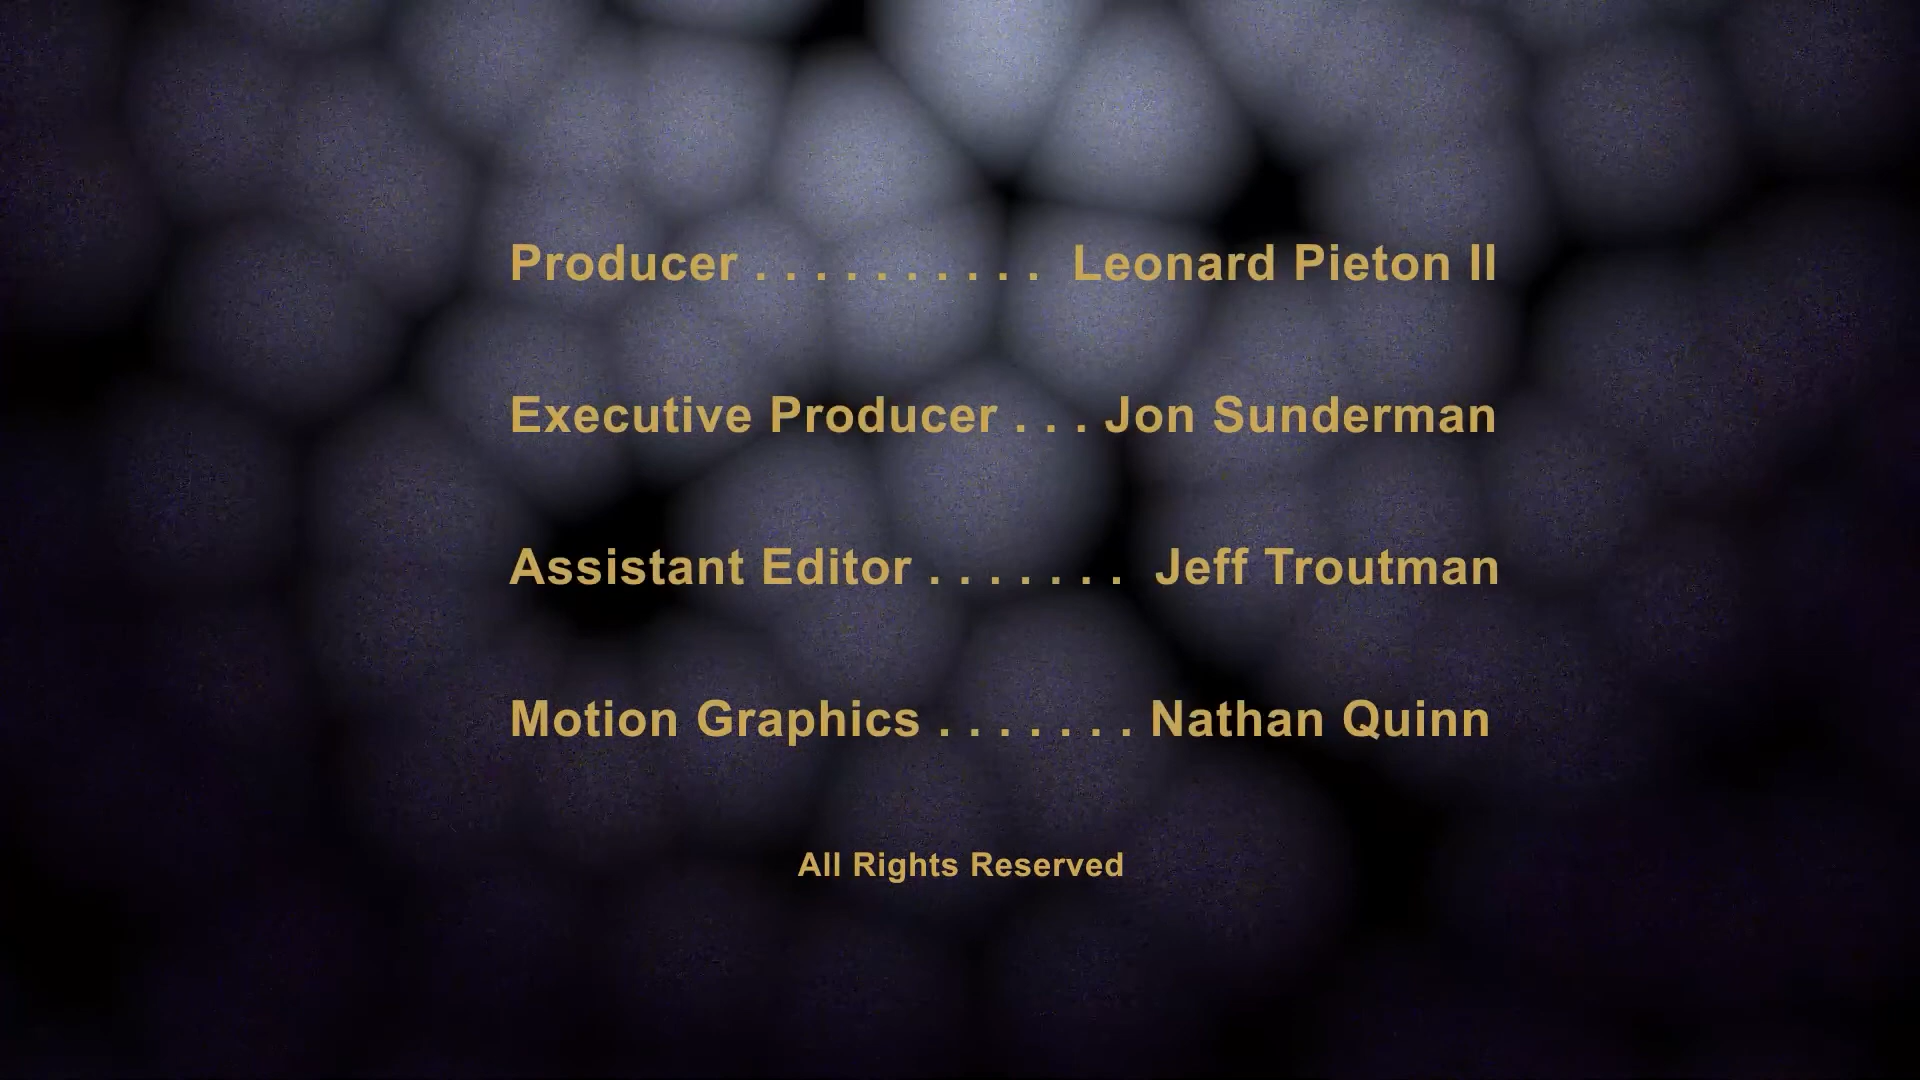 Producer . . . . . . . . . . Leonard Pieton II
Executive Producer . . . Jon Sunderman
Assistant Editor . . . . . . . Jeff Troutman
Motion Graphics . . . . . . . Nathan Quinn
All Rights Reserved